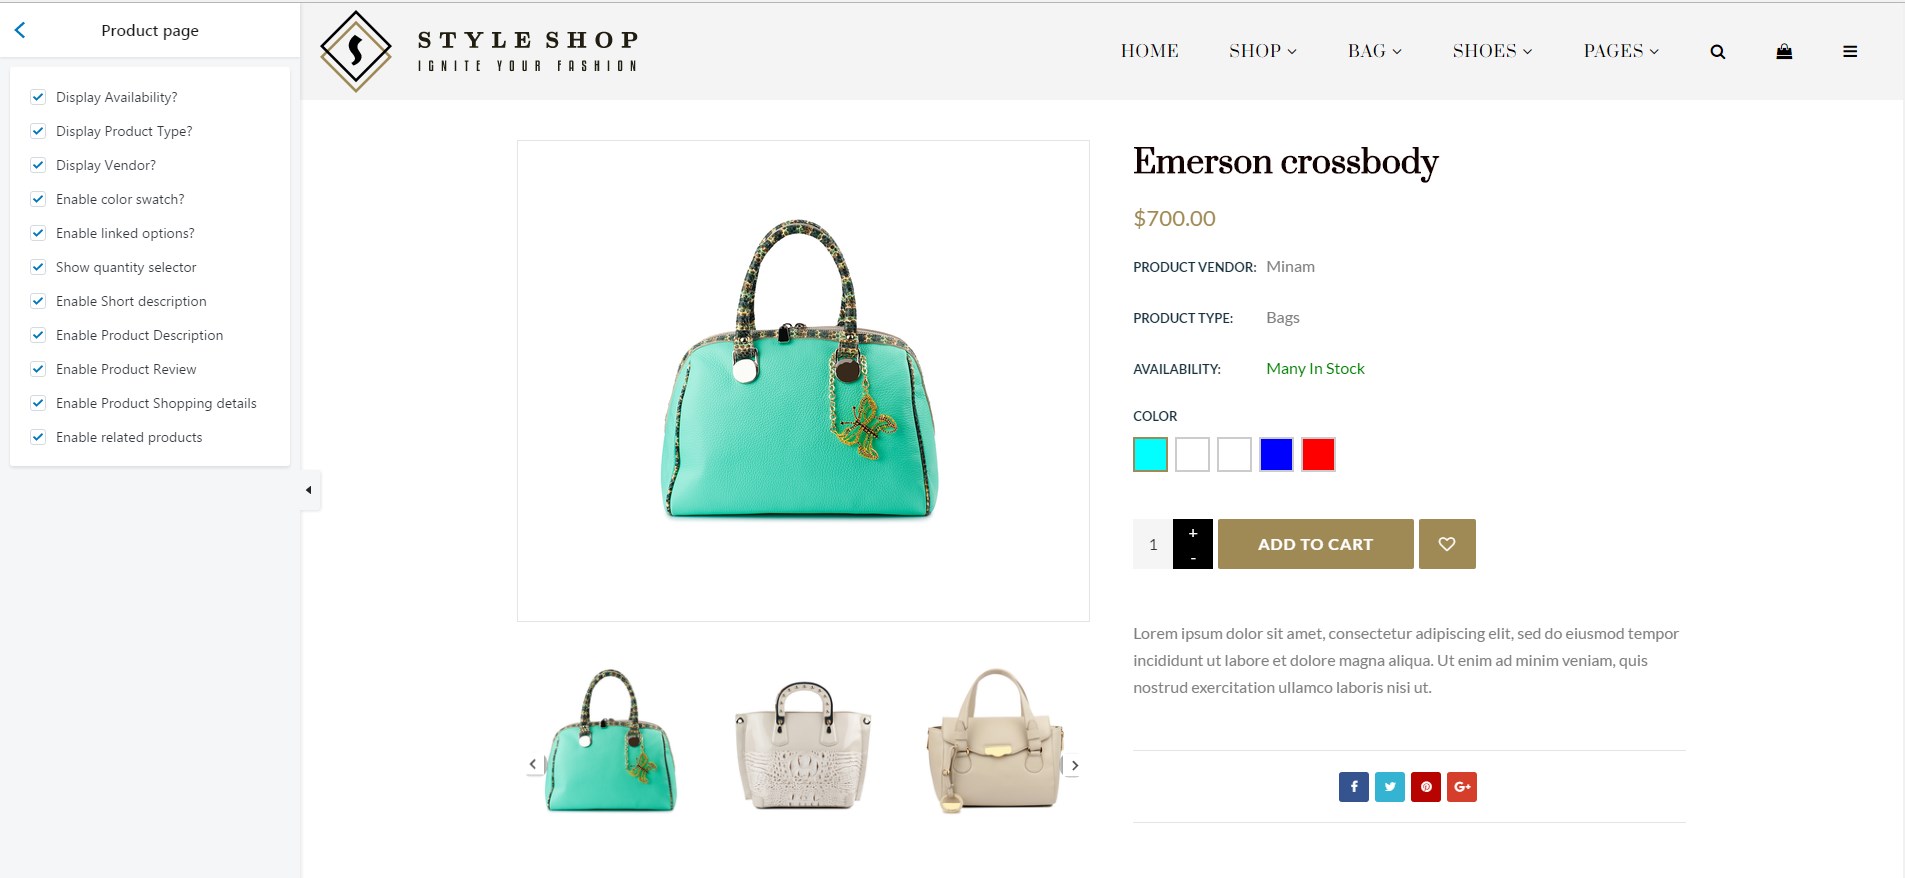 Product page
Display Availability?
Display Product Type?
Display Vendor?
Enable color swatch?
Enable linked options?
Show quantity selector
Enable Short description
Enable Product Description
Enable Product Review
Enable Product Shopping details
Enable related products
STYLE SHOP
IGNITE YOUR FASHION
HOME SHOP BAG SHOES PAGES
Emerson crossbody
$700.00
PRODUCT VENDOR: Minam
PRODUCT TYPE: Bags
AVAILABILITY: Many In Stock
COLOR
1 + - ADD TO CART
Lorem ipsum dolor sit amet, consectetur adipiscing elit, sed do eiusmod tempor
incididunt ut labore et dolore magna aliqua. Ut enim ad minim veniam, quis
nostrud exercitation ullamco laboris nisi ut.